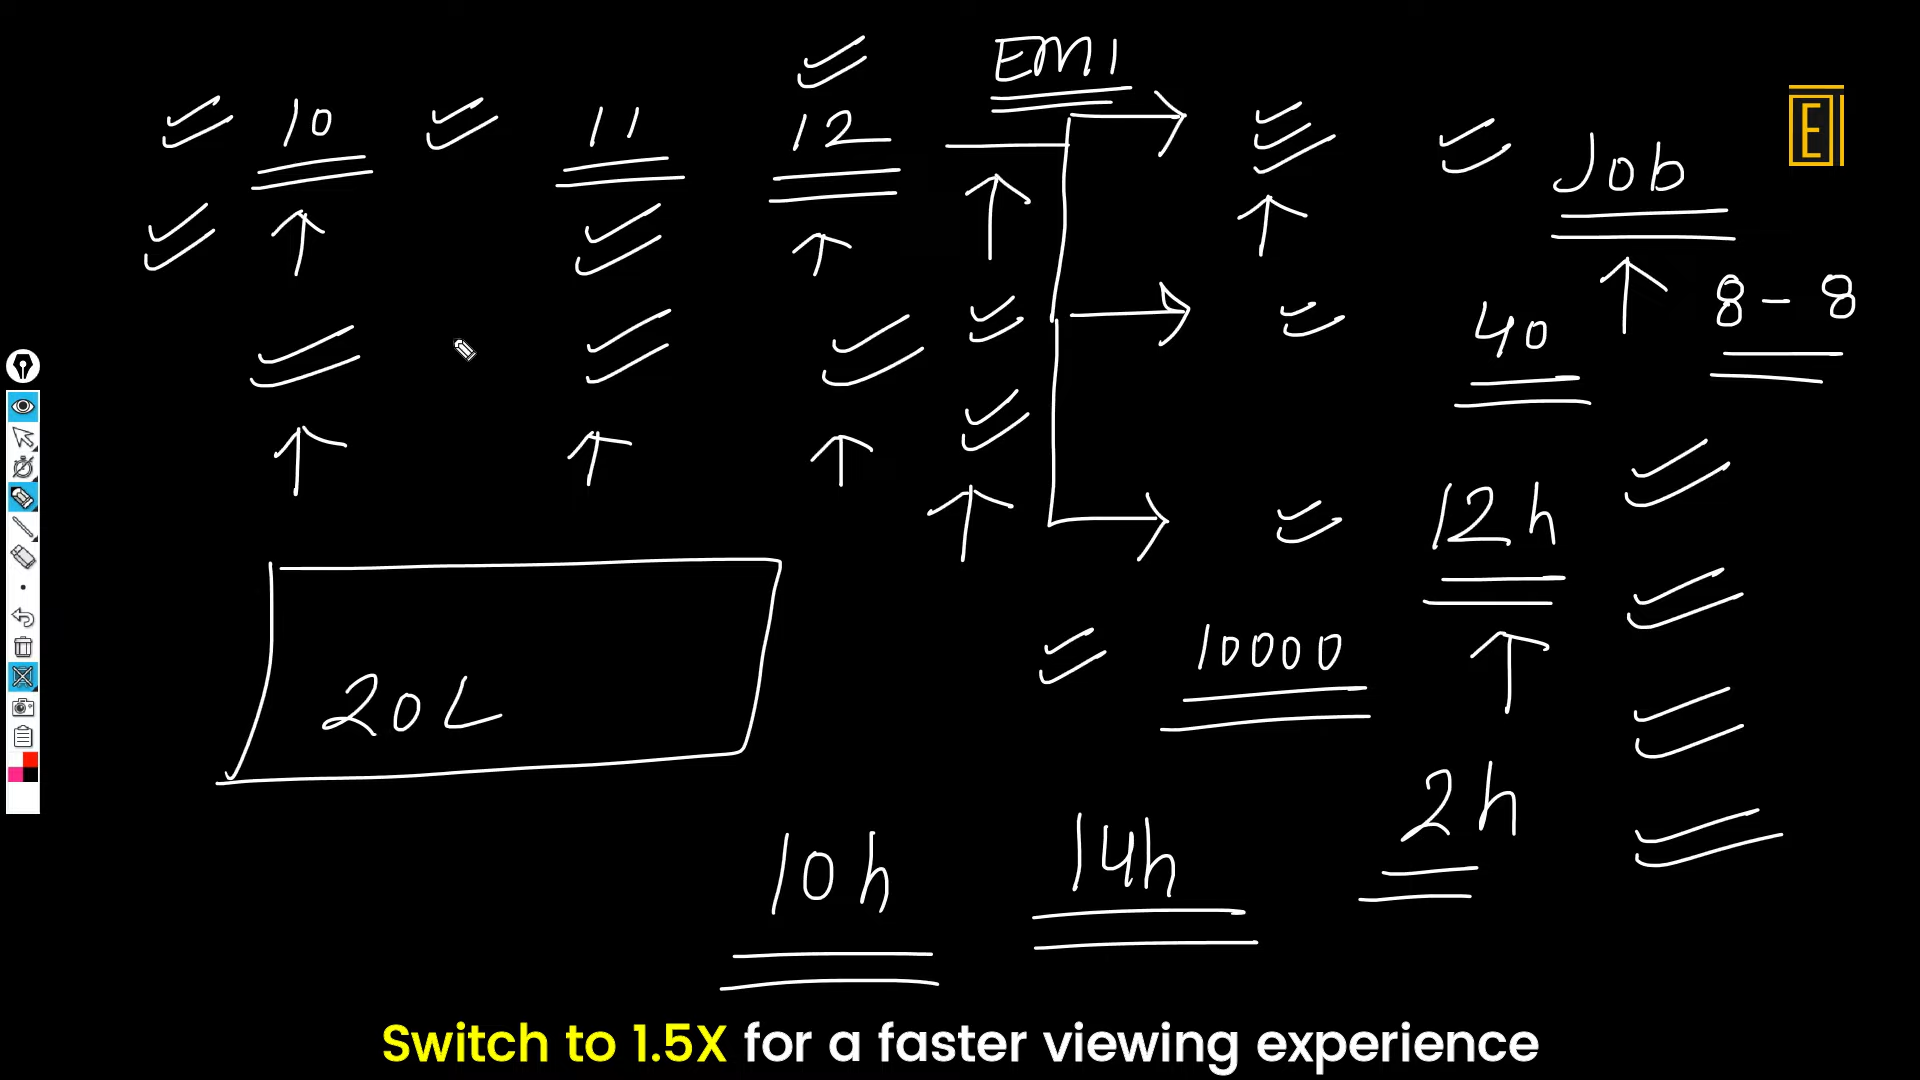 EMI
10 11 12
Job
8 - 8
40
12h
10000
20L
2h
10h 14h
E
Switch to 1.5X for a faster viewing experience